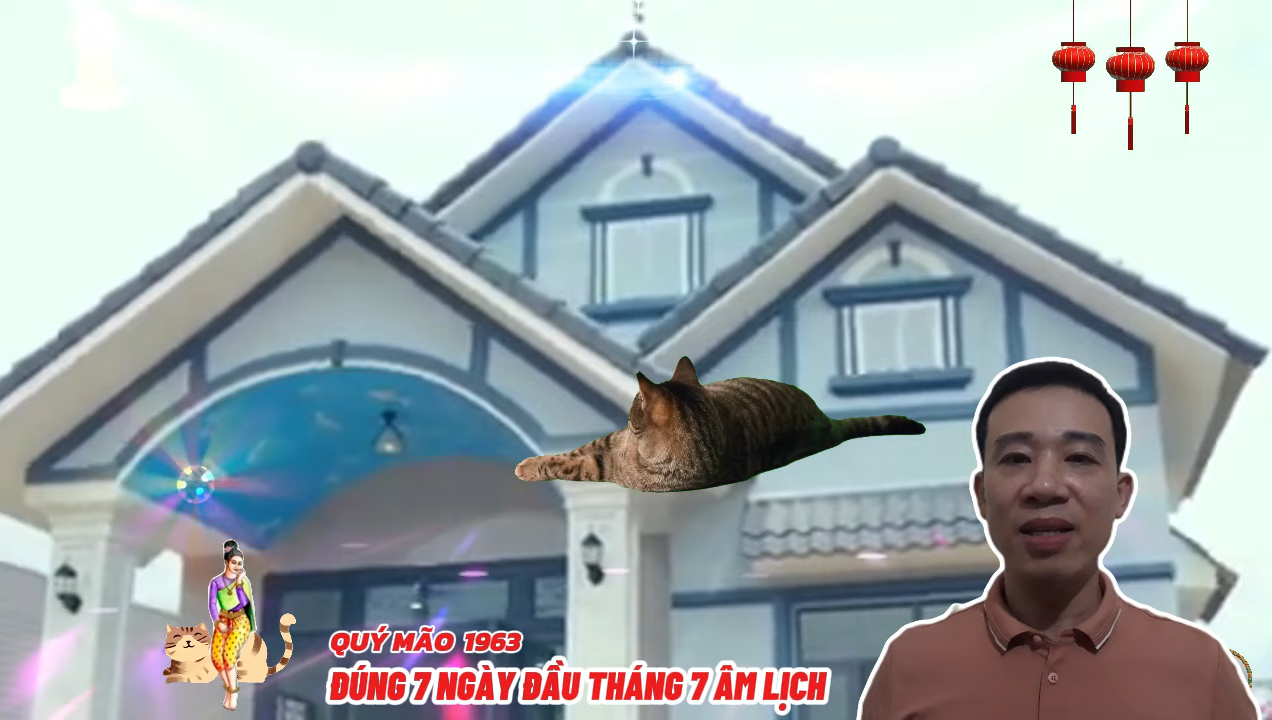 QUÝ MÃO 1963
ĐÚNG 7 NGÀY ĐẦU THÁNG 7 ÂM LỊCH